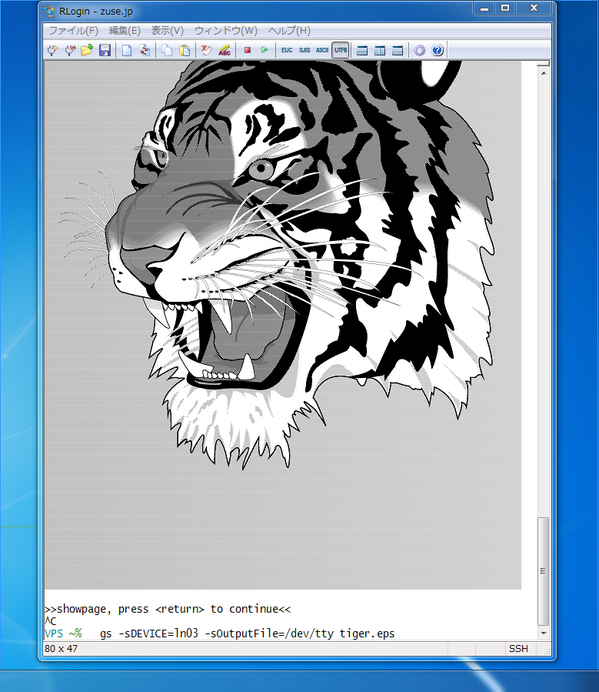 RLogin - zuse.jp
ファイル(F) 編集(E) 表示(V) ウィンドウ(W) ヘルプ(H)
EUC SJIS ASCII UTF8
>>showpage, press <return> to continue<<
^C
VPS ~% gs -sDEVICE=ln03 -sOutputFile=/dev/tty tiger.eps
80 x 47 SSH